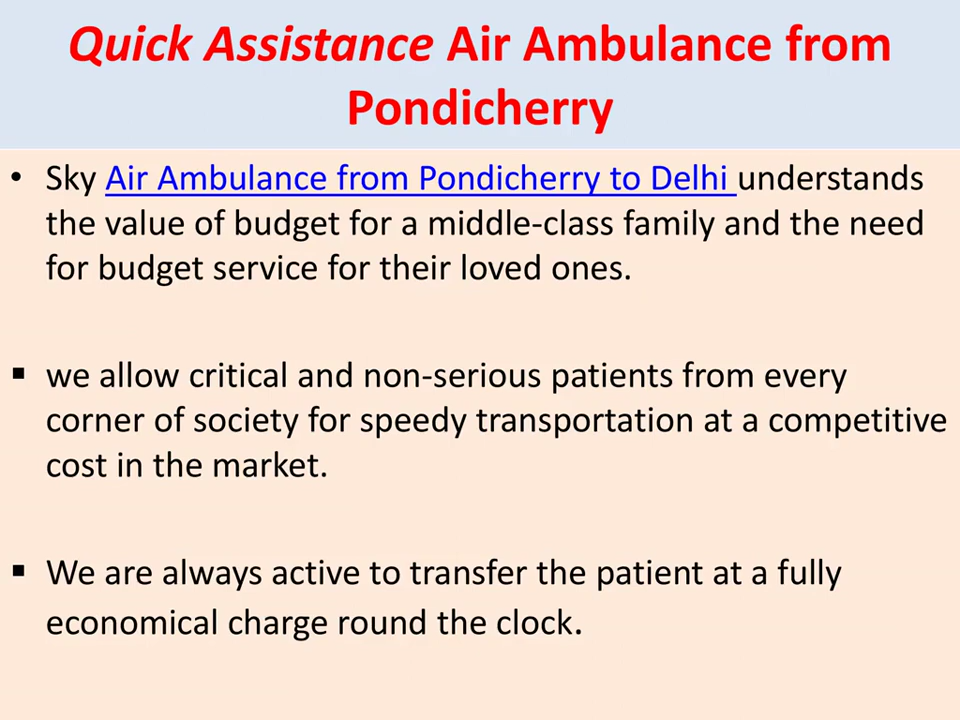 Quick Assistance Air Ambulance from
Pondicherry
• Sky Air Ambulance from Pondicherry to Delhi understands
the value of budget for a middle-class family and the need
for budget service for their loved ones.
▪ we allow critical and non-serious patients from every
corner of society for speedy transportation at a competitive
cost in the market.
▪ We are always active to transfer the patient at a fully
economical charge round the clock.